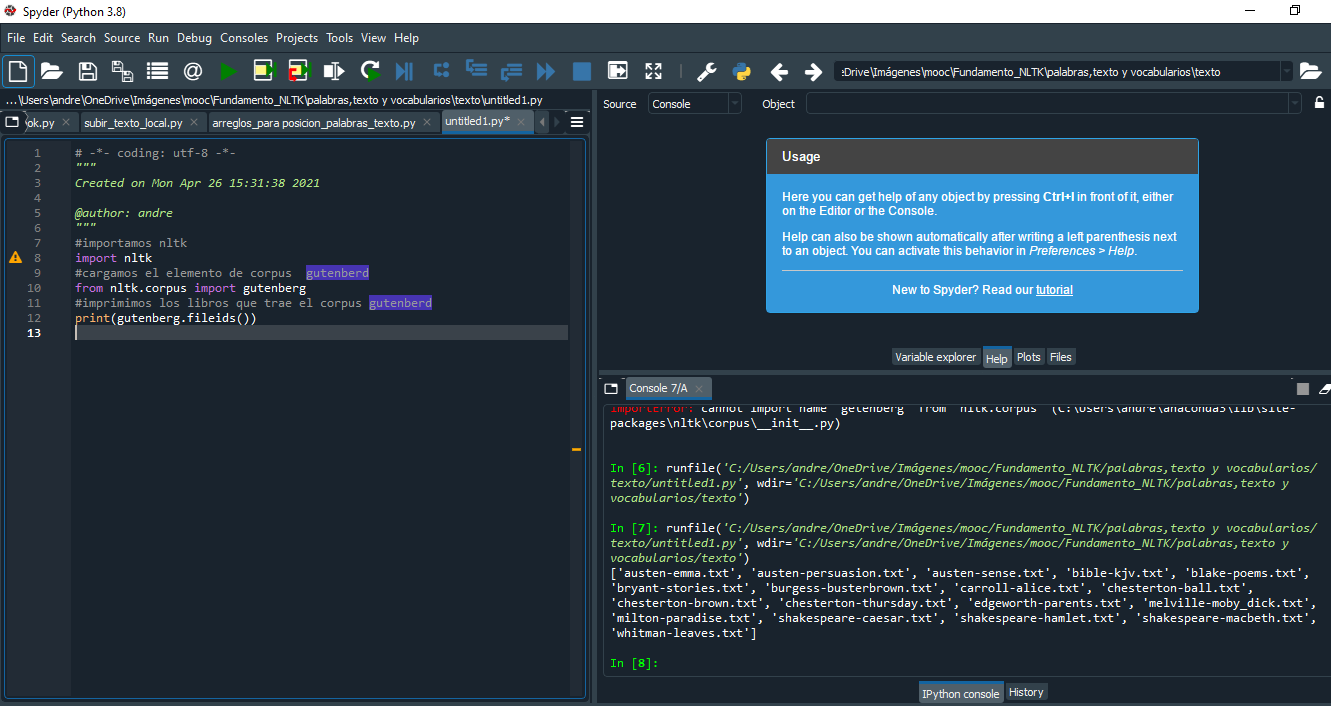 Spyder (Python 3.8)
File Edit Search Source Run Debug Consoles Projects Tools View Help
:Drive\Imágenes\mooc\Fundamento_NLTK\palabras,texto y vocabularios\texto
...\Users\andre\OneDrive\Imágenes\mooc\Fundamento_NLTK\palabras,texto y vocabularios\texto\untitled1.py
ok.py subir_texto_local.py arreglos_para posicion_palabras_texto.py untitled1.py*
1 # -*- coding: utf-8 -*-
2 """
3 Created on Mon Apr 26 15:31:38 2021
4
5 @author: andre
6 """
7 #importamos nltk
8 import nltk
9 #cargamos el elemento de corpus gutenberd
10 from nltk.corpus import gutenberg
11 #imprimimos los libros que trae el corpus gutenberd
12 print(gutenberg.fileids())
13
Source Console Object
Usage
Here you can get help of any object by pressing Ctrl+I in front of it, either
on the Editor or the Console.
Help can also be shown automatically after writing a left parenthesis next
to an object. You can activate this behavior in Preferences > Help.
New to Spyder? Read our tutorial
Variable explorer Help Plots Files
Console 7/A
ImportError: cannot import name 'getenberg' from 'nltk.corpus' (C:\Users\andre\anaconda3\lib\site-
packages\nltk\corpus\__init__.py)
In [6]: runfile('C:/Users/andre/OneDrive/Imágenes/mooc/Fundamento_NLTK/palabras,texto y vocabularios/
texto/untitled1.py', wdir='C:/Users/andre/OneDrive/Imágenes/mooc/Fundamento_NLTK/palabras,texto y
vocabularios/texto')
In [7]: runfile('C:/Users/andre/OneDrive/Imágenes/mooc/Fundamento_NLTK/palabras,texto y vocabularios/
texto/untitled1.py', wdir='C:/Users/andre/OneDrive/Imágenes/mooc/Fundamento_NLTK/palabras,texto y
vocabularios/texto')
['austen-emma.txt', 'austen-persuasion.txt', 'austen-sense.txt', 'bible-kjv.txt', 'blake-poems.txt',
'bryant-stories.txt', 'burgess-busterbrown.txt', 'carroll-alice.txt', 'chesterton-ball.txt',
'chesterton-brown.txt', 'chesterton-thursday.txt', 'edgeworth-parents.txt', 'melville-moby_dick.txt',
'milton-paradise.txt', 'shakespeare-caesar.txt', 'shakespeare-hamlet.txt', 'shakespeare-macbeth.txt',
'whitman-leaves.txt']
In [8]:
IPython console History